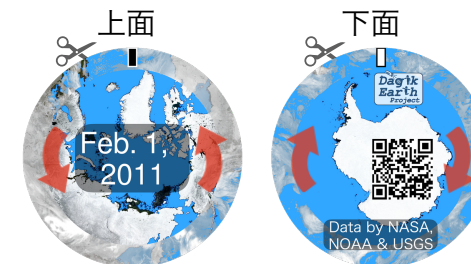 上面
下面
Feb. 1,
2011
Dagik
Earth
Project
Data by NASA,
NOAA & USGS